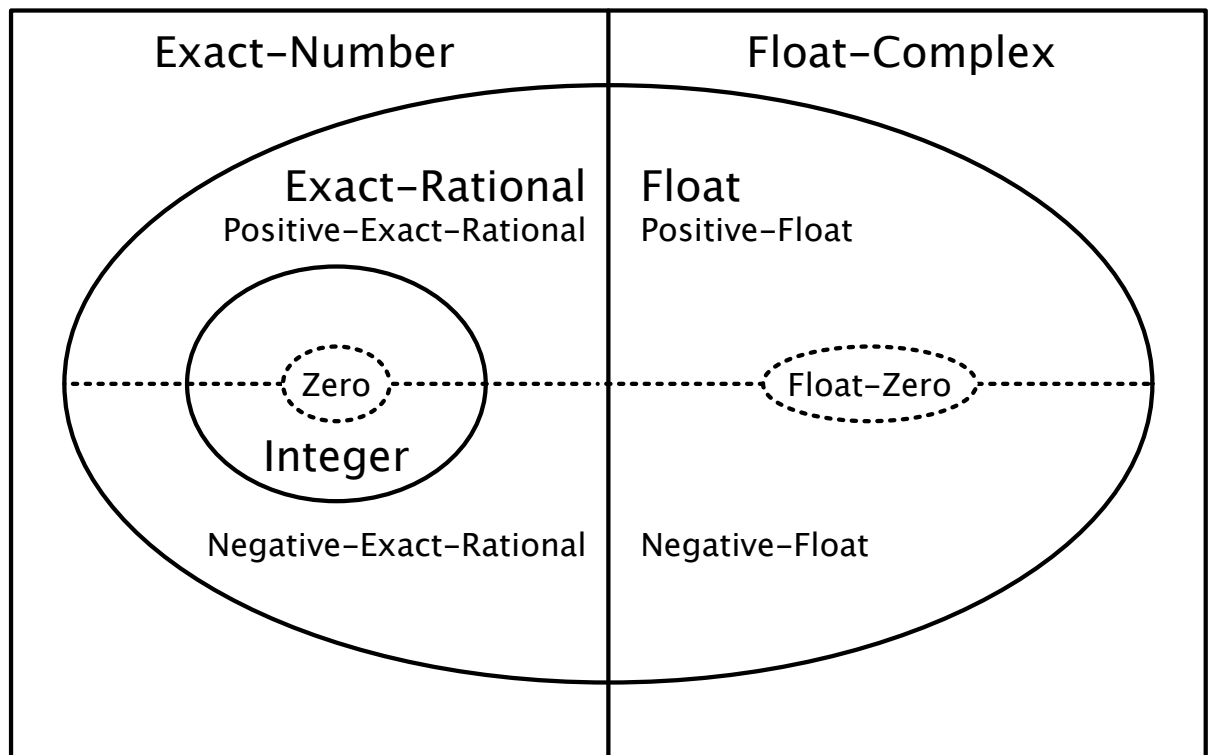 Exact–Number
Float–Complex
Exact–Rational
Float
Positive–Exact–Rational
Positive–Float
Zero
Float–Zero
Integer
Negative–Exact–Rational
Negative–Float